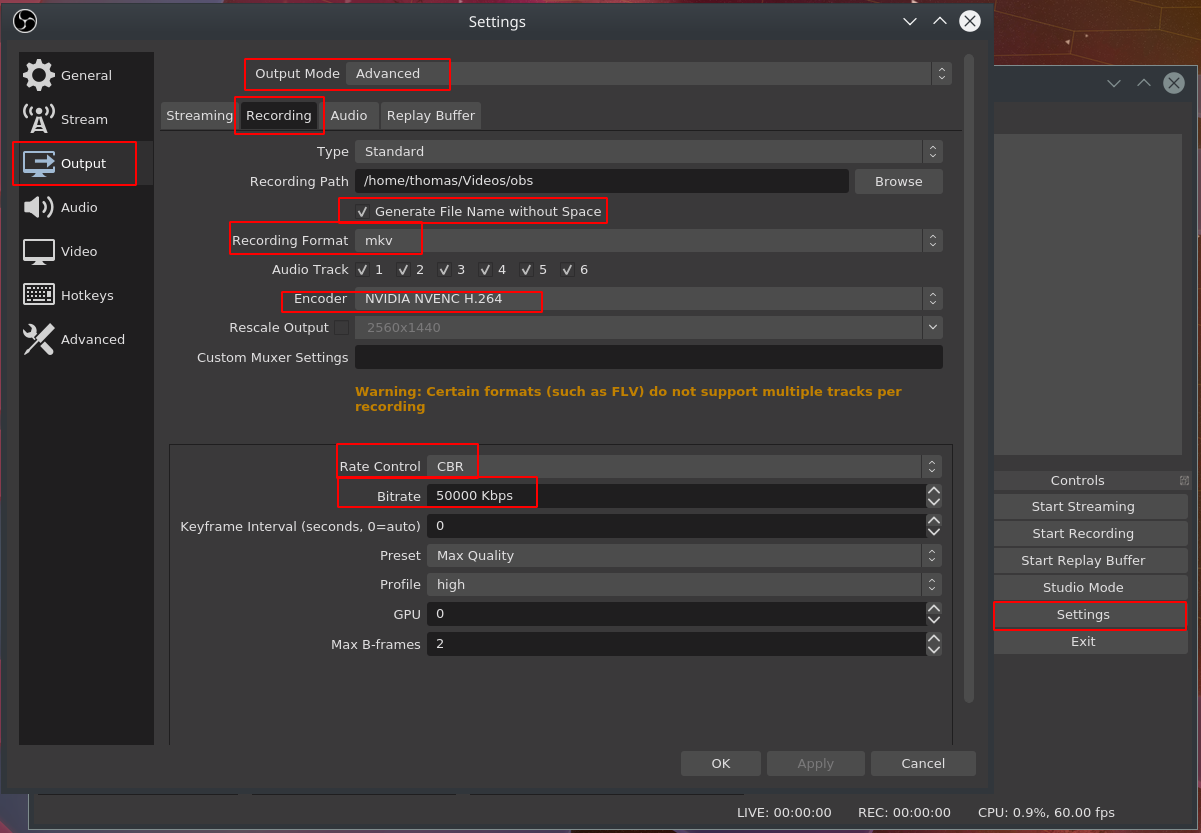 Settings
General
Stream
Output
Audio
Video
Hotkeys
Advanced
Output Mode Advanced
Streaming Recording Audio Replay Buffer
Type Standard
Recording Path /home/thomas/Videos/obs Browse
Generate File Name without Space
Recording Format mkv
Audio Track 1 2 3 4 5 6
Encoder NVIDIA NVENC H.264
Rescale Output 2560x1440
Custom Muxer Settings
Warning: Certain formats (such as FLV) do not support multiple tracks per
recording
Rate Control CBR
Bitrate 50000 Kbps
Keyframe Interval (seconds, 0=auto) 0
Preset Max Quality
Profile high
GPU 0
Max B-frames 2
OK Apply Cancel
Controls
Start Streaming
Start Recording
Start Replay Buffer
Studio Mode
Settings
Exit
LIVE: 00:00:00 REC: 00:00:00 CPU: 0.9%, 60.00 fps